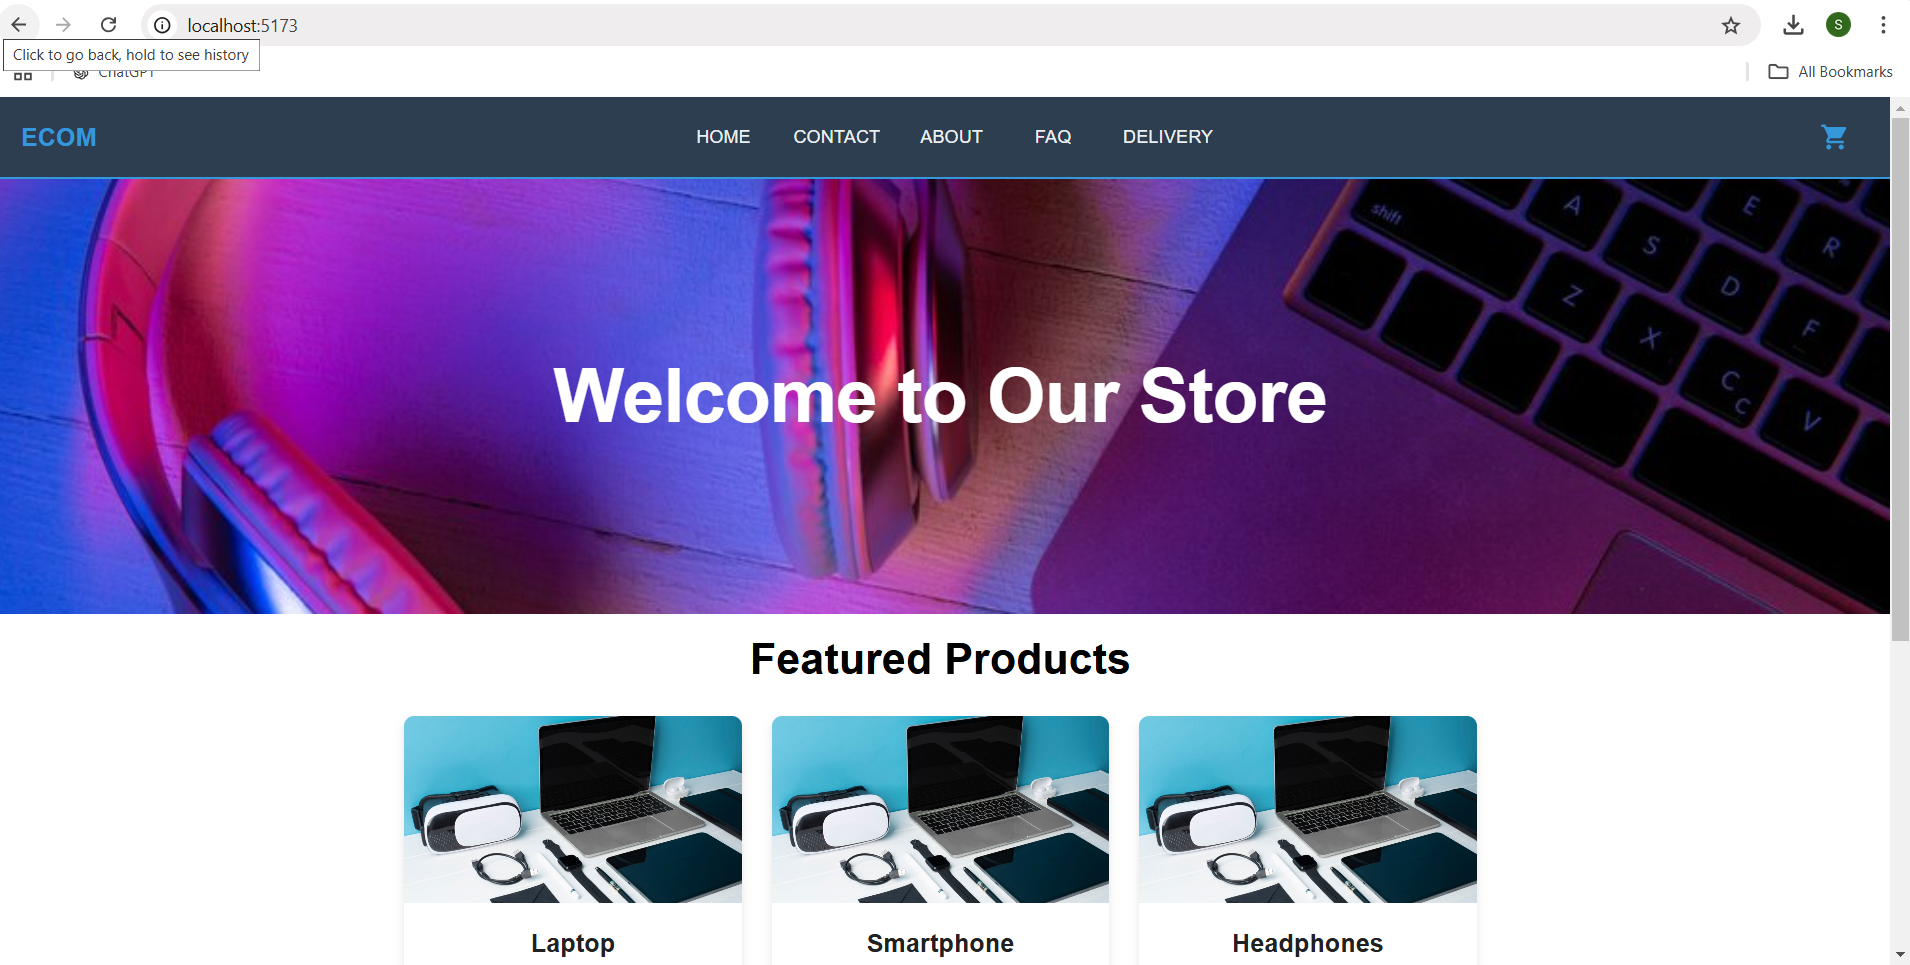 localhost:5173
Click to go back, hold to see history
ChatGPT
All Bookmarks
ECOM
HOME CONTACT ABOUT FAQ DELIVERY
shift
A
S
D
E
R
F
Z
X
C
C
V
Welcome to Our Store
Featured Products
Laptop
Smartphone
Headphones
S